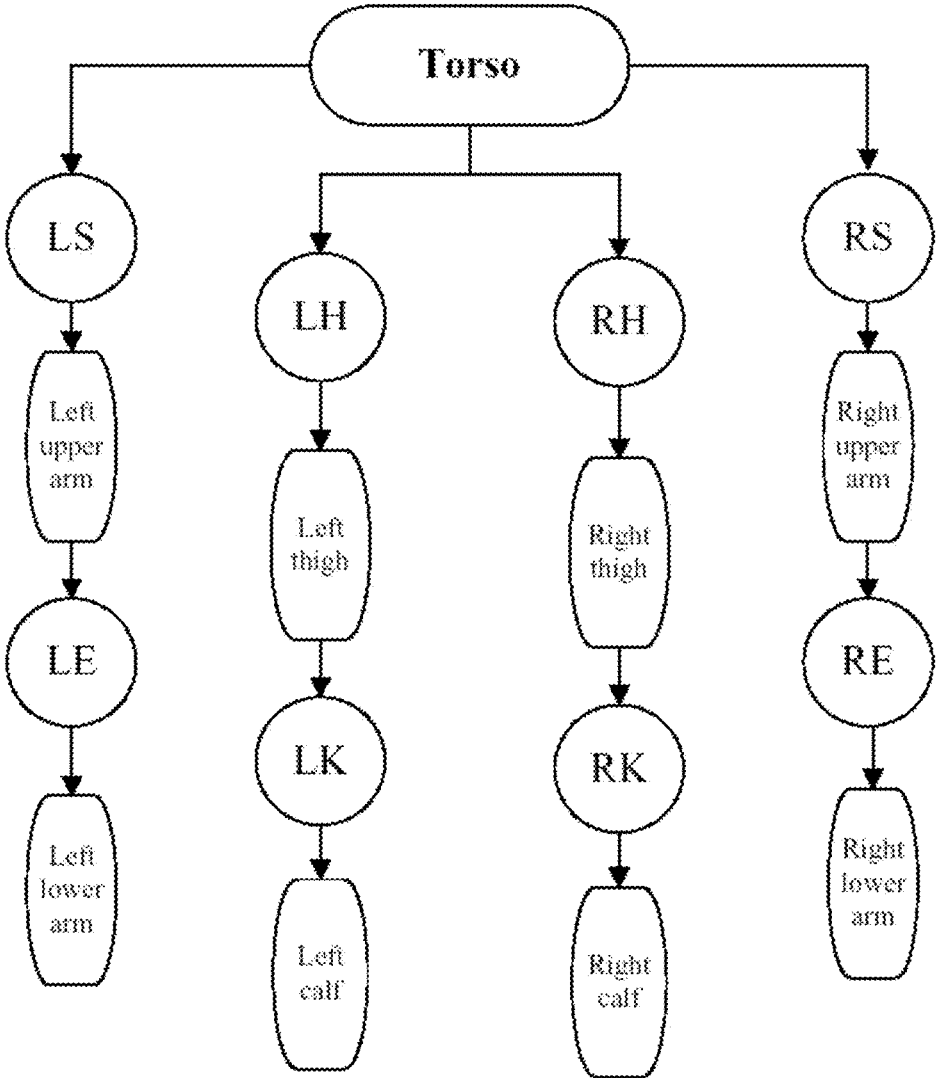 Torso
LS
RS
LH
RH
Left
upper
arm
Right
upper
arm
Left
thigh
Right
thigh
LE
RE
LK
RK
Left
lower
arm
Right
lower
arm
Left
calf
Right
calf